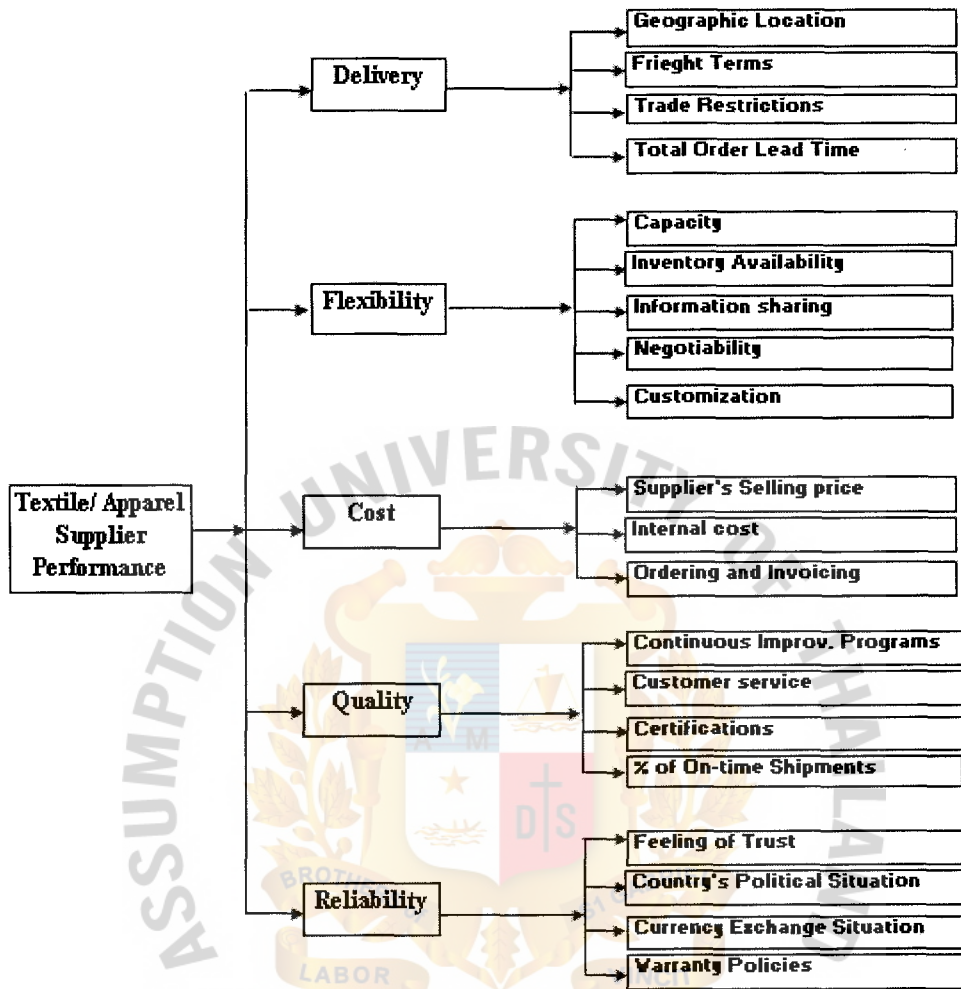 Textile/ Apparel
Supplier
Performance
Delivery
Geographic Location
Frieght Terms
Trade Restrictions
Total Order Lead Time
Flexibility
Capacity
Inventory Availability
Information sharing
Negotiability
Customization
Cost
Supplier's Selling price
Internal cost
Ordering and Invoicing
Quality
Continuous Improv. Programs
Customer service
Certifications
% of On-time Shipments
Reliability
Feeling of Trust
Country's Political Situation
Currency Exchange Situation
Warranty Policies
ASSUMPTION UNIVERSITY OF THAILAND
A M
D S
LABOR